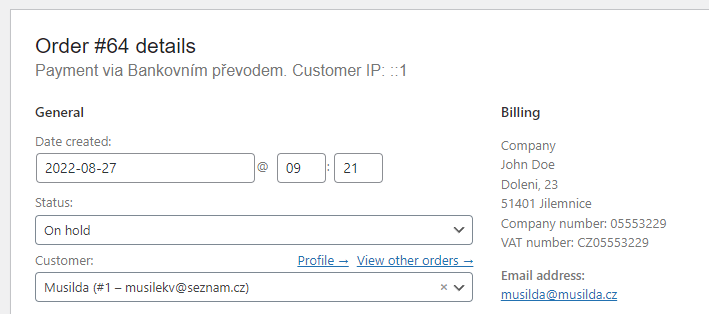 Order #64 details
Payment via Bankovním převodem. Customer IP: ::1
General
Date created:
2022-08-27 @ 09 : 21
Status:
On hold
Customer: Profile → View other orders →
Musilda (#1 – musilekv@seznam.cz) ×
Billing
Company
John Doe
Doleni, 23
51401 Jilemnice
Company number: 05553229
VAT number: CZ05553229
Email address:
musilda@musilda.cz